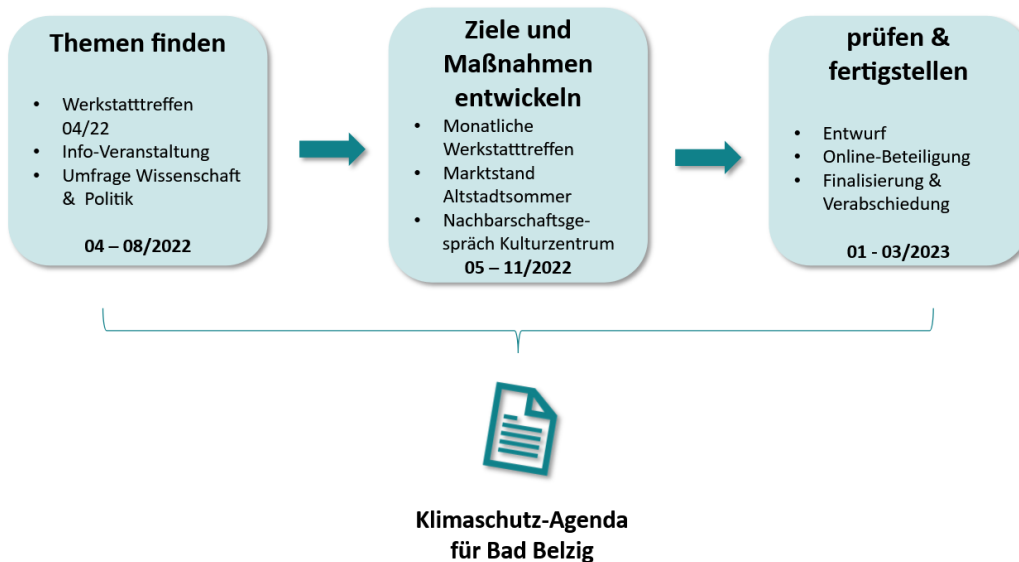 Themen finden
• Werkstatttreffen
04/22
• Info-Veranstaltung
• Umfrage Wissenschaft
& Politik
04 – 08/2022
Ziele und
Maßnahmen
entwickeln
• Monatliche
Werkstatttreffen
• Marktstand
Altstadtsommer
• Nachbarschaftsge-
spräch Kulturzentrum
05 – 11/2022
prüfen &
fertigstellen
• Entwurf
• Online-Beteiligung
• Finalisierung &
Verabschiedung
01 - 03/2023
Klimaschutz-Agenda
für Bad Belzig